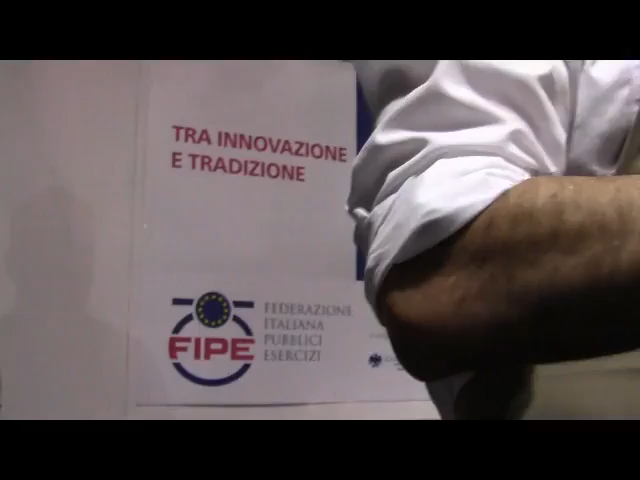 TRA INNOVAZIONE
E TRADIZIONE
FIPE
FEDERAZIONE
ITALIANA
PUBBLICI
ESERCIZI